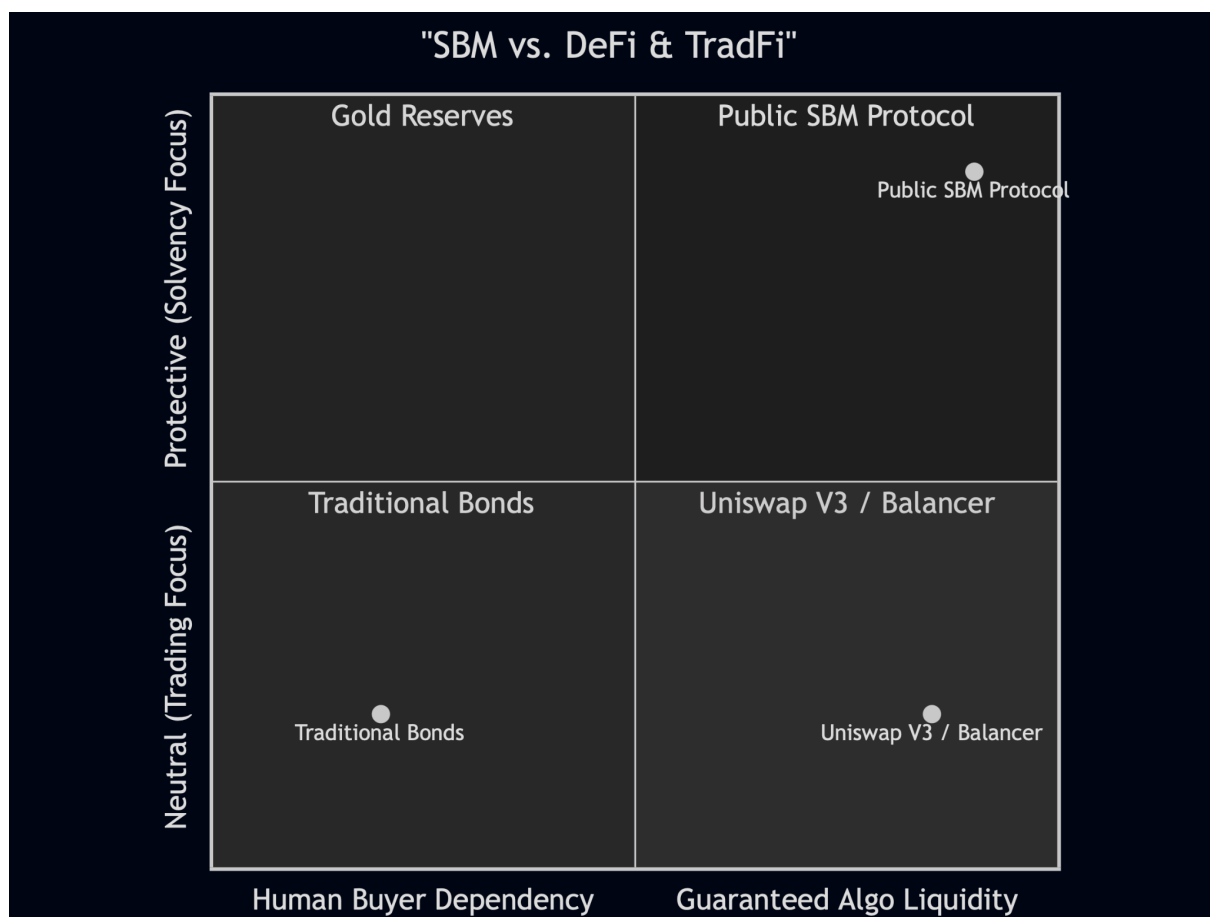 "SBM vs. DeFi & TradFi"
Gold Reserves
Public SBM Protocol
Public SBM Protocol
Protective (Solvency Focus)
Traditional Bonds
Uniswap V3 / Balancer
Neutral (Trading Focus)
Traditional Bonds
Uniswap V3 / Balancer
Human Buyer Dependency
Guaranteed Algo Liquidity